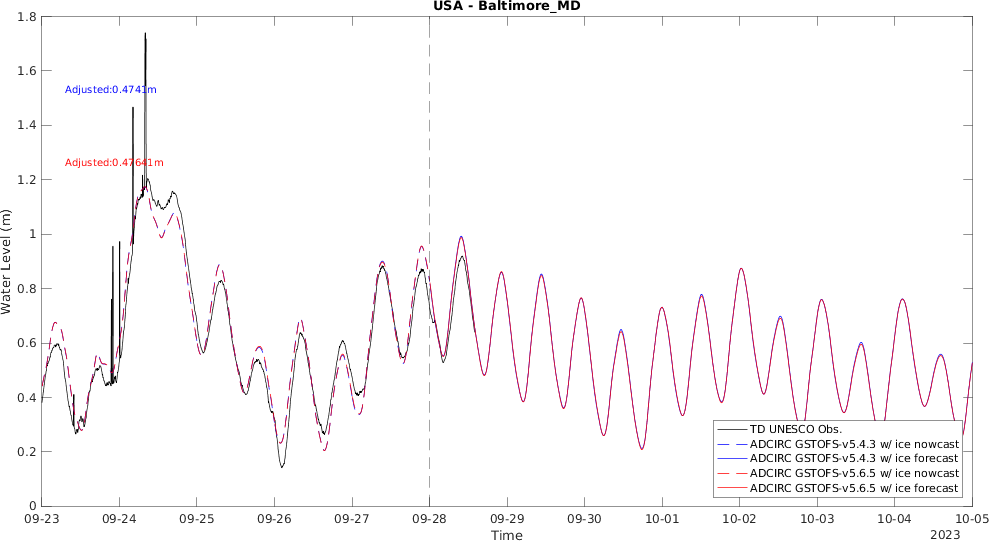 USA - Baltimore_MD
1.8
1.6
1.4
1.2
1
0.8
0.6
0.4
0.2
0
Water Level (m)
Adjusted:0.4741m
Adjusted:0.47641m
TD UNESCO Obs.
ADCIRC GSTOFS-v5.4.3 w/ ice nowcast
ADCIRC GSTOFS-v5.4.3 w/ ice forecast
ADCIRC GSTOFS-v5.6.5 w/ ice nowcast
ADCIRC GSTOFS-v5.6.5 w/ ice forecast
09-23 09-24 09-25 09-26 09-27 09-28 09-29 09-30 10-01 10-02 10-03 10-04 10-05
Time
2023